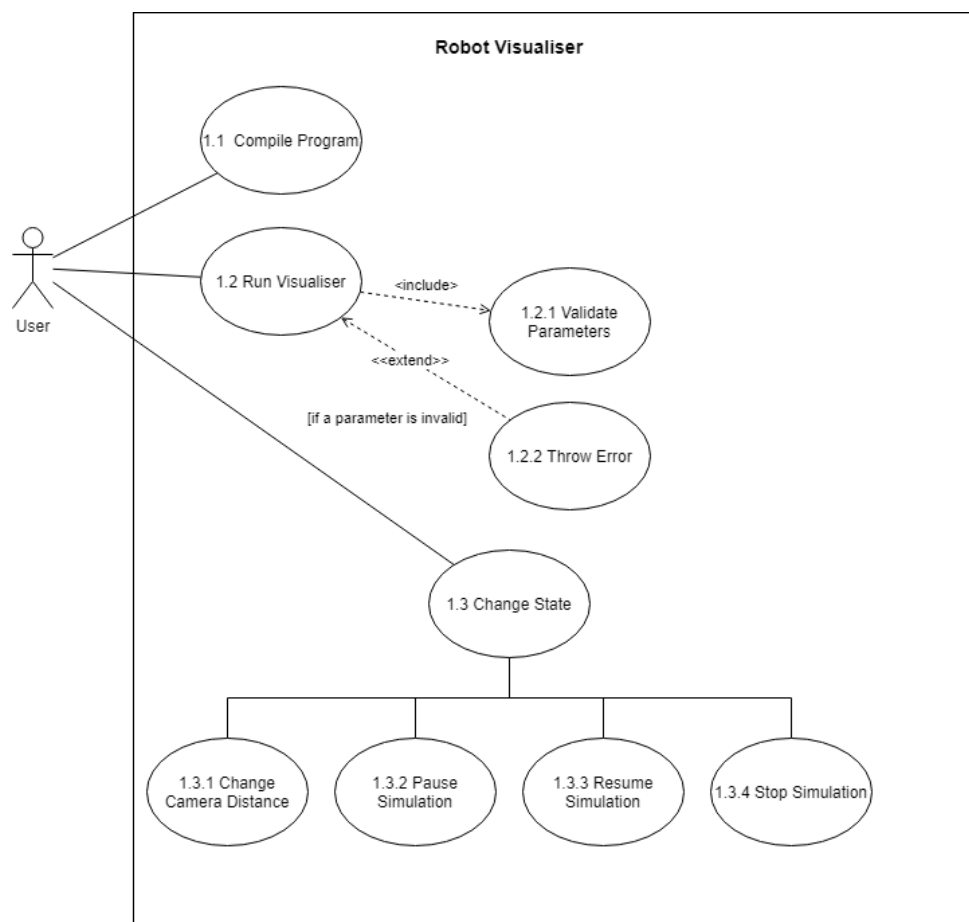 Robot Visualiser
1.1  Compile Program
1.2 Run Visualiser
<include>
1.2.1 Validate
Parameters
User
<<extend>>
[if a parameter is invalid]
1.2.2 Throw Error
1.3 Change State
1.3.1 Change
Camera Distance
1.3.2 Pause
Simulation
1.3.3 Resume
Simulation
1.3.4 Stop Simulation